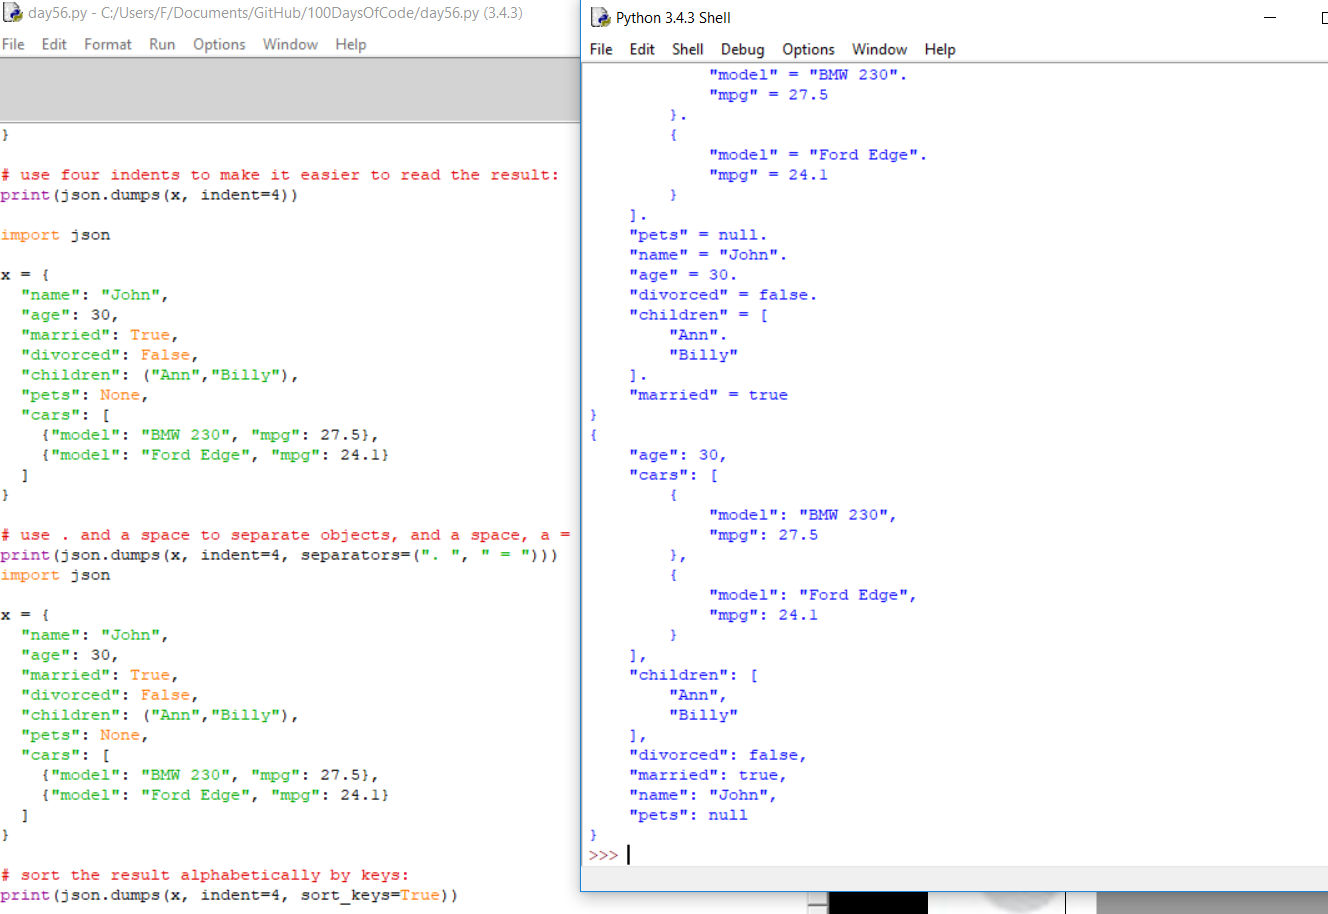 day56.py - C:/Users/F/Documents/GitHub/100DaysOfCode/day56.py (3.4.3)
File Edit Format Run Options Window Help
}
# use four indents to make it easier to read the result:
print(json.dumps(x, indent=4))
import json
x = {
  "name": "John",
  "age": 30,
  "married": True,
  "divorced": False,
  "children": ("Ann","Billy"),
  "pets": None,
  "cars": [
    {"model": "BMW 230", "mpg": 27.5},
    {"model": "Ford Edge", "mpg": 24.1}
  ]
}
# use . and a space to separate objects, and a space, a =
print(json.dumps(x, indent=4, separators=(". ", " = ")))
import json
x = {
  "name": "John",
  "age": 30,
  "married": True,
  "divorced": False,
  "children": ("Ann","Billy"),
  "pets": None,
  "cars": [
    {"model": "BMW 230", "mpg": 27.5},
    {"model": "Ford Edge", "mpg": 24.1}
  ]
}
# sort the result alphabetically by keys:
print(json.dumps(x, indent=4, sort_keys=True))
Python 3.4.3 Shell
File Edit Shell Debug Options Window Help
            "model" = "BMW 230".
            "mpg" = 27.5
        }.
        {
            "model" = "Ford Edge".
            "mpg" = 24.1
        }
    ].
    "pets" = null.
    "name" = "John".
    "age" = 30.
    "divorced" = false.
    "children" = [
        "Ann".
        "Billy"
    ].
    "married" = true
}
{
    "age": 30,
    "cars": [
        {
            "model": "BMW 230",
            "mpg": 27.5
        },
        {
            "model": "Ford Edge",
            "mpg": 24.1
        }
    ],
    "children": [
        "Ann",
        "Billy"
    ],
    "divorced": false,
    "married": true,
    "name": "John",
    "pets": null
}
>>>